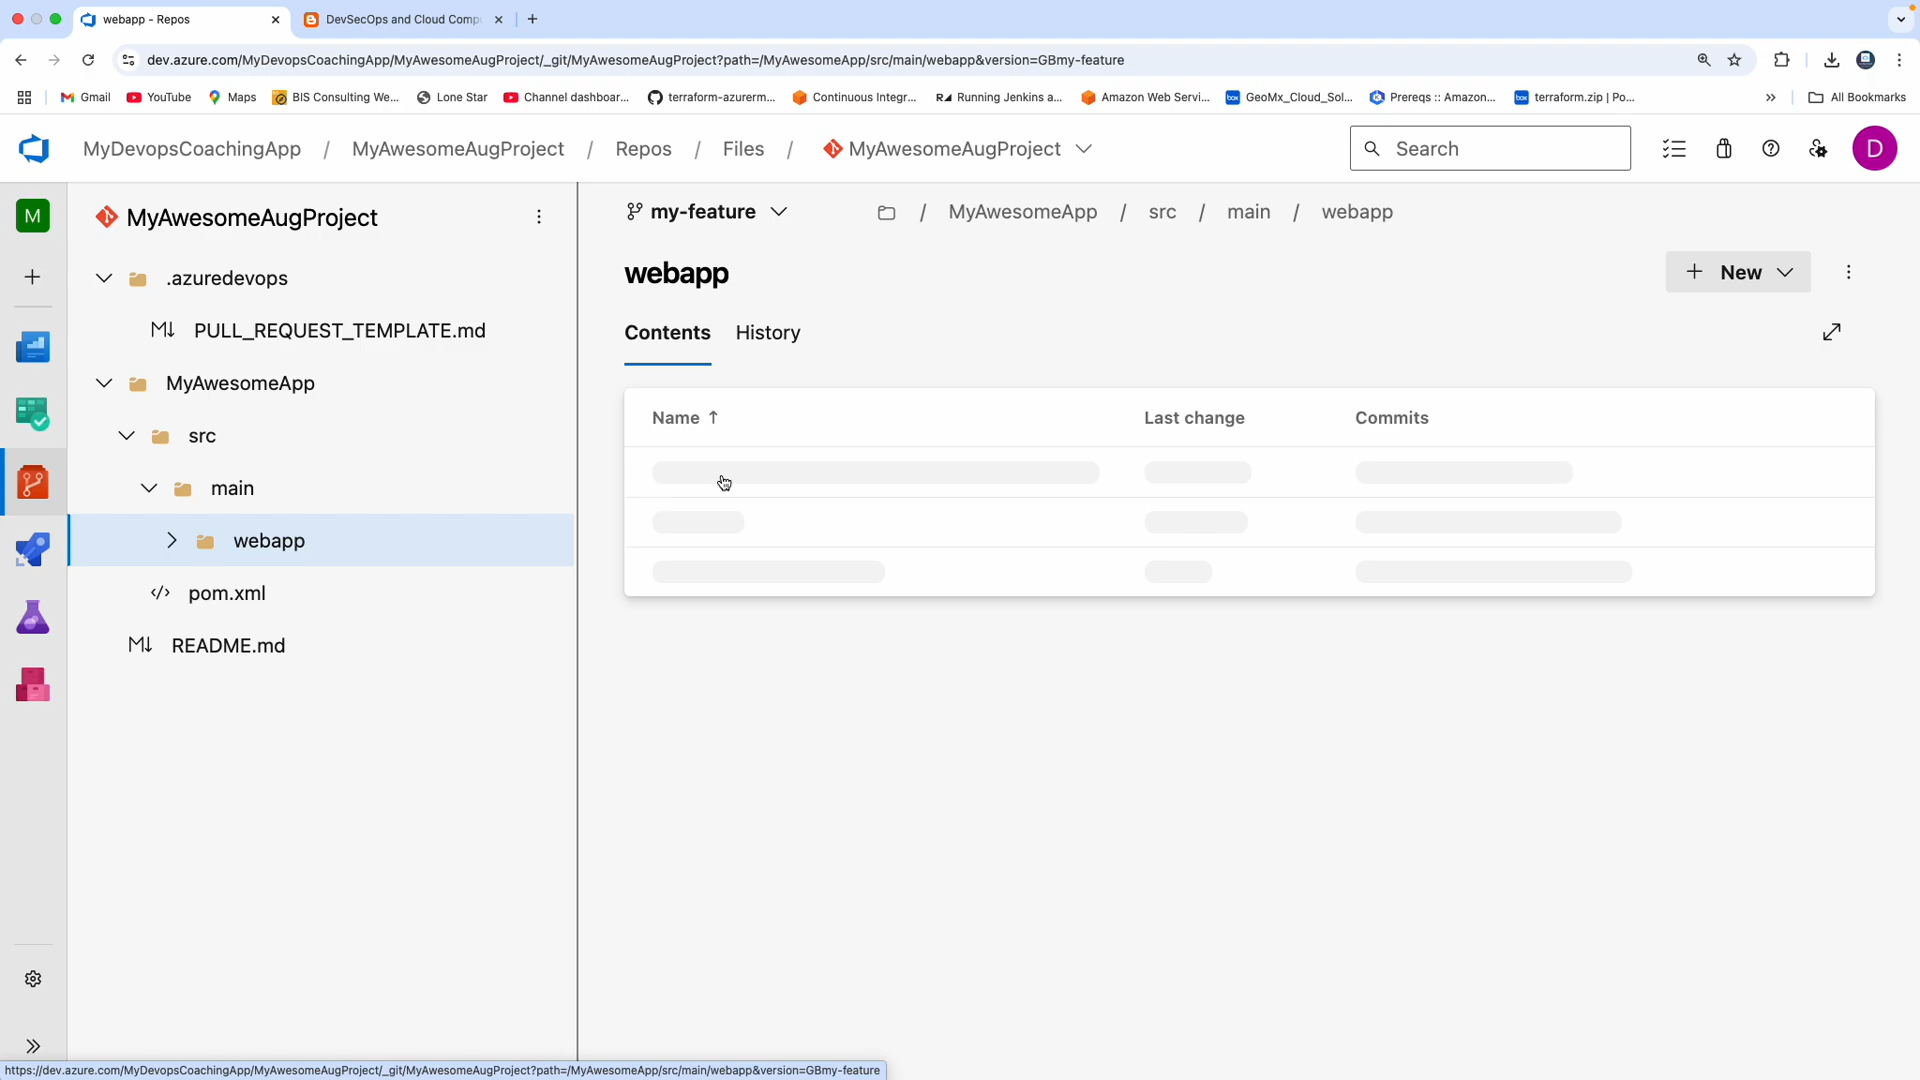 webapp - Repos
DevSecOps and Cloud Comp
dev.azure.com/MyDevopsCoachingApp/MyAwesomeAugProject/_git/MyAwesomeAugProject?path=/MyAwesomeApp/src/main/webapp&version=GBmy-feature
Gmail
YouTube
Maps
BIS Consulting We...
Lone Star
Channel dashboar...
terraform-azurerm...
Continuous Integr...
Running Jenkins a...
Amazon Web Servi...
GeoMx_Cloud_Sol...
Prereqs :: Amazon...
terraform.zip | Po...
All Bookmarks
MyDevopsCoachingApp / MyAwesomeAugProject / Repos / Files / MyAwesomeAugProject
Search
D
M
MyAwesomeAugProject
.azuredevops
PULL_REQUEST_TEMPLATE.md
MyAwesomeApp
src
main
webapp
pom.xml
README.md
my-feature
/ MyAwesomeApp / src / main / webapp
webapp
New
Contents
History
Name
Last change
Commits
https://dev.azure.com/MyDevopsCoachingApp/MyAwesomeAugProject/_git/MyAwesomeAugProject?path=/MyAwesomeApp/src/main/webapp&version=GBmy-feature